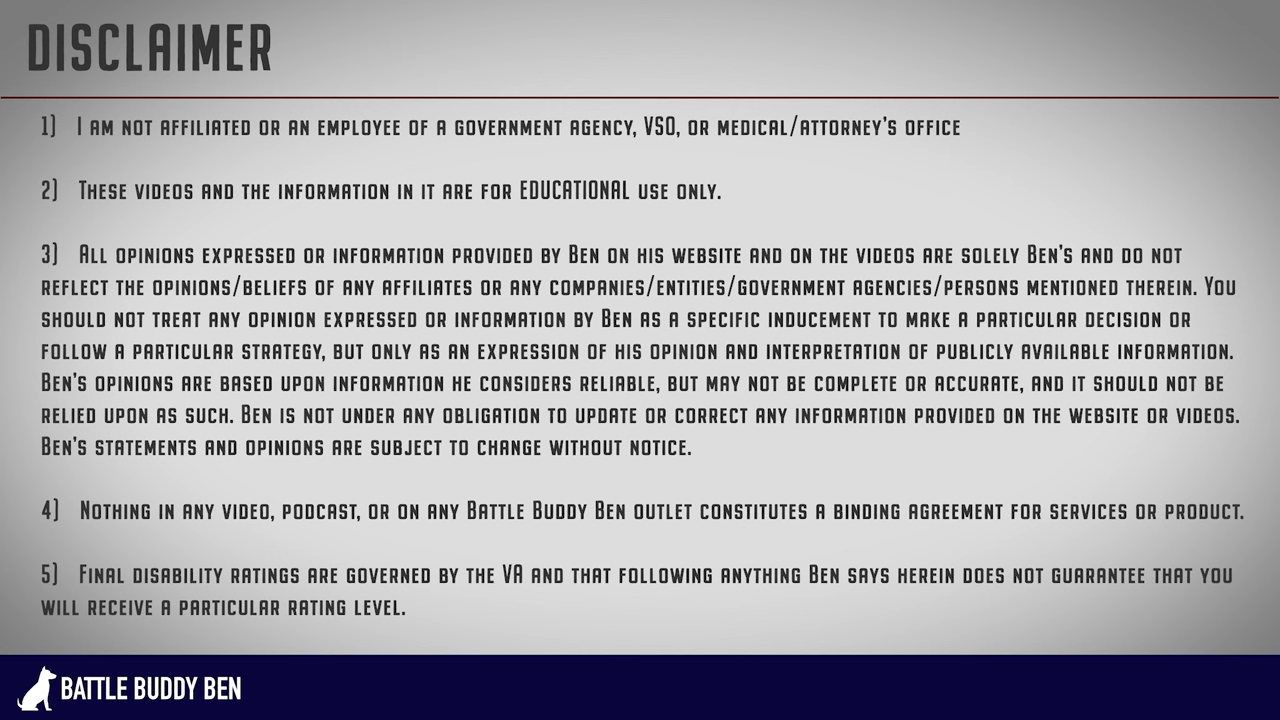 DISCLAIMER
1) I am not affiliated or an employee of a government agency, VSO, or medical/attorney's office
2) These videos and the information in it are for EDUCATIONAL use only.
3) All opinions expressed or information provided by Ben on his website and on the videos are solely Ben's and do not
reflect the opinions/beliefs of any affiliates or any companies/entities/government agencies/persons mentioned therein. You
should not treat any opinion expressed or information by Ben as a specific inducement to make a particular decision or
follow a particular strategy, but only as an expression of his opinion and interpretation of publicly available information.
Ben's opinions are based upon information he considers reliable, but may not be complete or accurate, and it should not be
relied upon as such. Ben is not under any obligation to update or correct any information provided on the website or videos.
Ben's statements and opinions are subject to change without notice.
4) Nothing in any video, podcast, or on any Battle Buddy Ben outlet constitutes a binding agreement for services or product.
5) Final disability ratings are governed by the VA and that following anything Ben says herein does not guarantee that you
will receive a particular rating level.
BATTLE BUDDY BEN